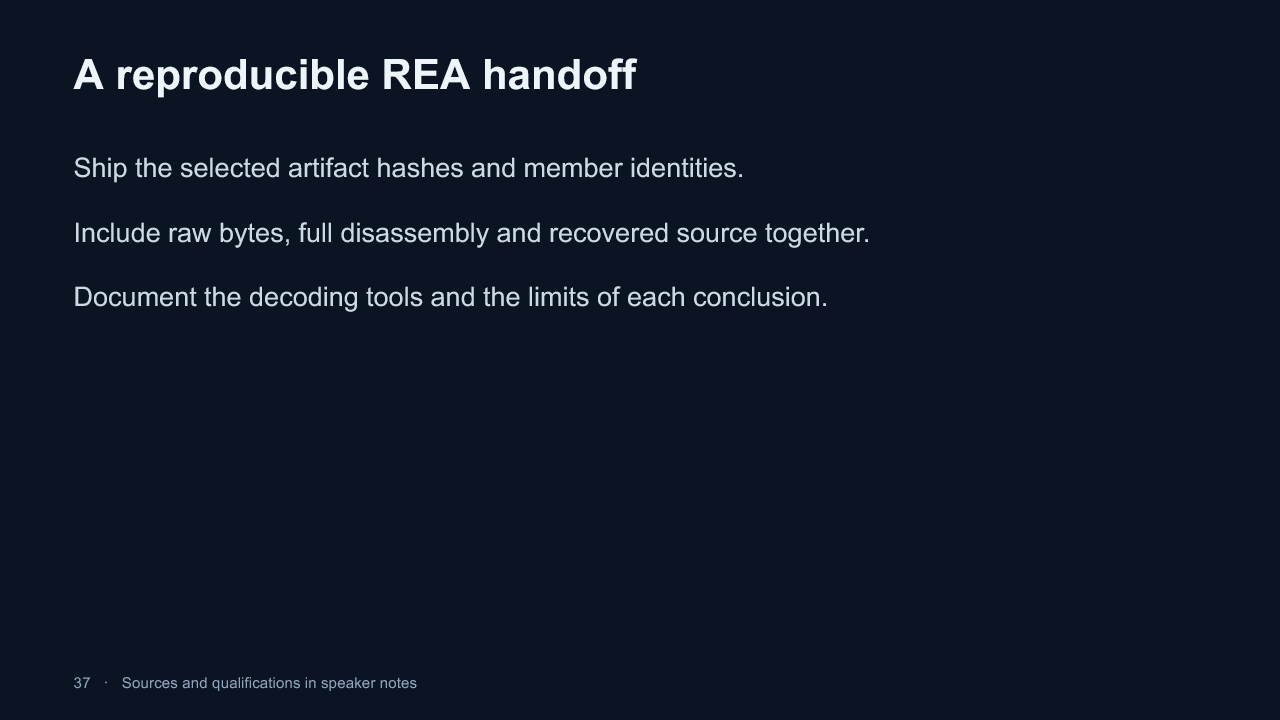 A reproducible REA handoff
Ship the selected artifact hashes and member identities.
Include raw bytes, full disassembly and recovered source together.
Document the decoding tools and the limits of each conclusion.
37 · Sources and qualifications in speaker notes